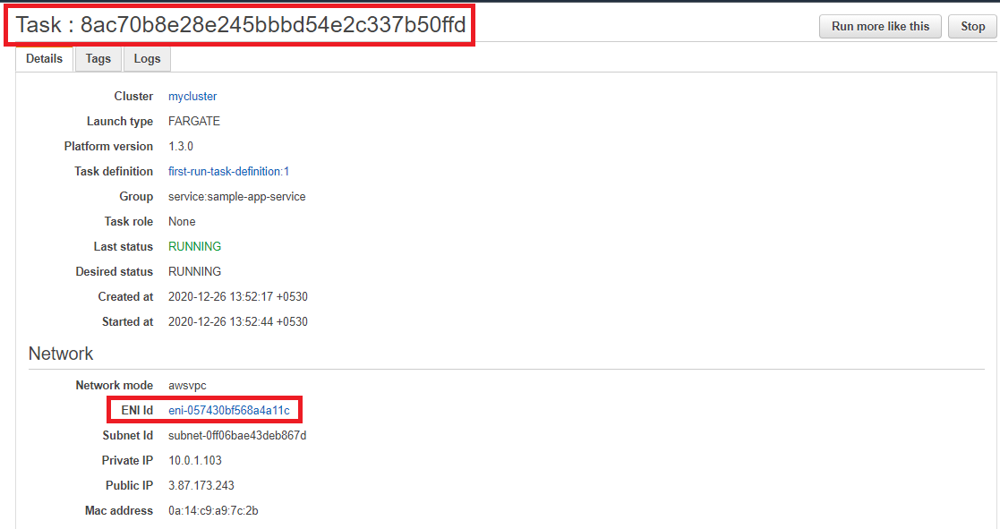 Task : 8ac70b8e28e245bbbd54e2c337b50ffd
Run more like this Stop
Details Tags Logs
Cluster mycluster
Launch type FARGATE
Platform version 1.3.0
Task definition first-run-task-definition:1
Group service:sample-app-service
Task role None
Last status RUNNING
Desired status RUNNING
Created at 2020-12-26 13:52:17 +0530
Started at 2020-12-26 13:52:44 +0530
Network
Network mode awsvpc
ENI Id eni-057430bf568a4a11c
Subnet Id subnet-0ff06bae43deb867d
Private IP 10.0.1.103
Public IP 3.87.173.243
Mac address 0a:14:c9:a9:7c:2b